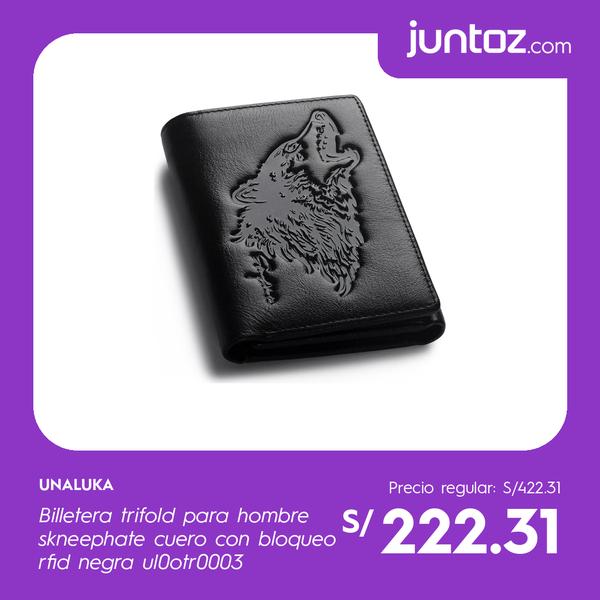 juntoz.com
UNALUKA
Billetera trifold para hombre
skneephate cuero con bloqueo
rfid negra ul0otr0003
Precio regular: S/422.31
S/ 222.31